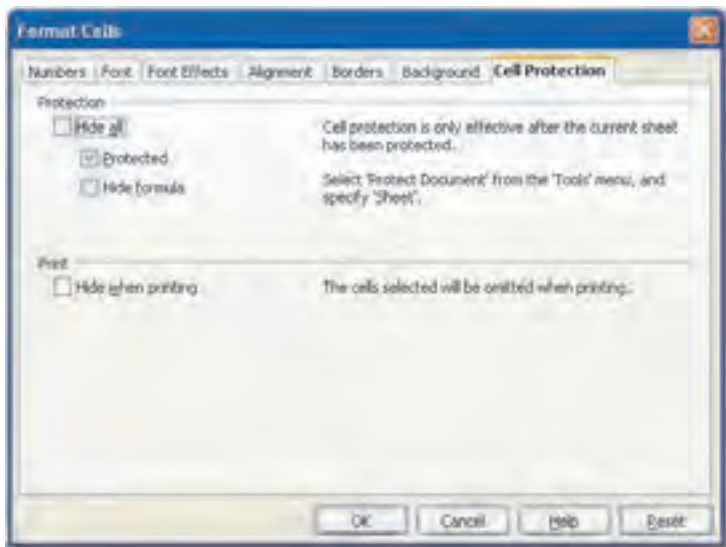 Format Cells
Numbers Font Font Effects Alignment Borders Background Cell Protection
Protection
Hide all
Cell protection is only effective after the current sheet
has been protected.
Protected
Select 'Protect Document' from the 'Tools' menu, and
specify 'Sheet'.
Hide formula
Print
Hide when printing
The cells selected will be omitted when printing.
OK Cancel Help Reset